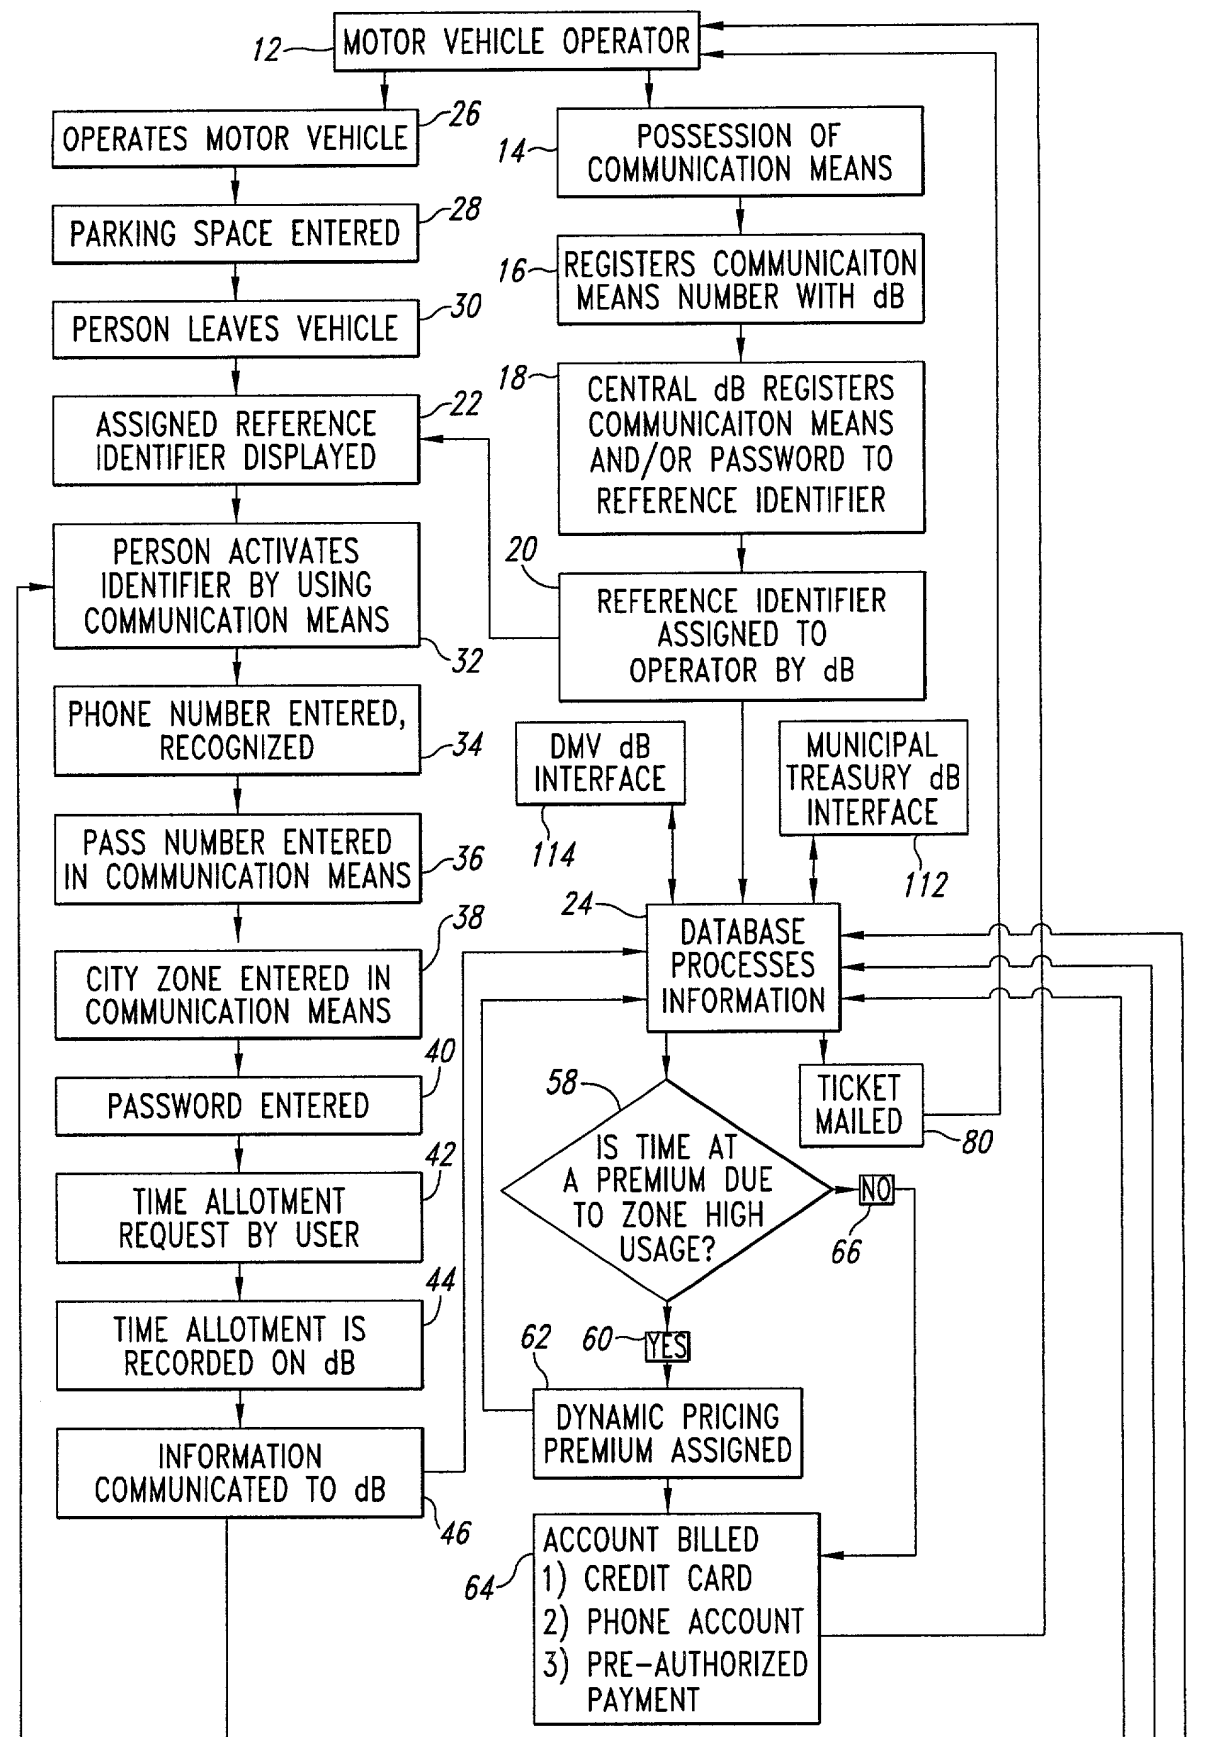 12
MOTOR VEHICLE OPERATOR
26
OPERATES MOTOR VEHICLE
28
PARKING SPACE ENTERED
30
PERSON LEAVES VEHICLE
22
ASSIGNED REFERENCE
IDENTIFIER DISPLAYED
PERSON ACTIVATES
IDENTIFIER BY USING
COMMUNICATION MEANS
32
PHONE NUMBER ENTERED,
RECOGNIZED
34
PASS NUMBER ENTERED
IN COMMUNICATION MEANS
36
38
CITY ZONE ENTERED IN
COMMUNICATION MEANS
40
PASSWORD ENTERED
42
TIME ALLOTMENT
REQUEST BY USER
44
TIME ALLOTMENT IS
RECORDED ON dB
INFORMATION
COMMUNICATED TO dB
46
14
POSSESSION OF
COMMUNICATION MEANS
16
REGISTERS COMMUNICAITON
MEANS NUMBER WITH dB
18
CENTRAL dB REGISTERS
COMMUNICAITON MEANS
AND/OR PASSWORD TO
REFERENCE IDENTIFIER
20
REFERENCE IDENTIFIER
ASSIGNED TO
OPERATOR BY dB
DMV dB
INTERFACE
114
MUNICIPAL
TREASURY dB
INTERFACE
112
24
DATABASE
PROCESSES
INFORMATION
TICKET
MAILED
80
58
IS TIME AT
A PREMIUM DUE
TO ZONE HIGH
USAGE?
NO
66
60
YES
62
DYNAMIC PRICING
PREMIUM ASSIGNED
64
ACCOUNT BILLED
1) CREDIT CARD
2) PHONE ACCOUNT
3) PRE-AUTHORIZED
PAYMENT